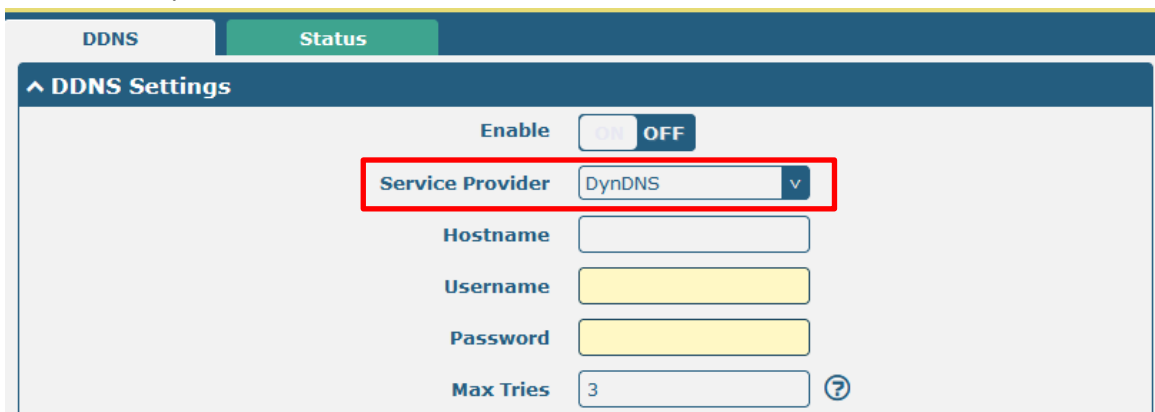 DDNS Status
DDNS Settings
Enable ON OFF
Service Provider DynDNS v
Hostname
Username
Password
Max Tries 3 ?